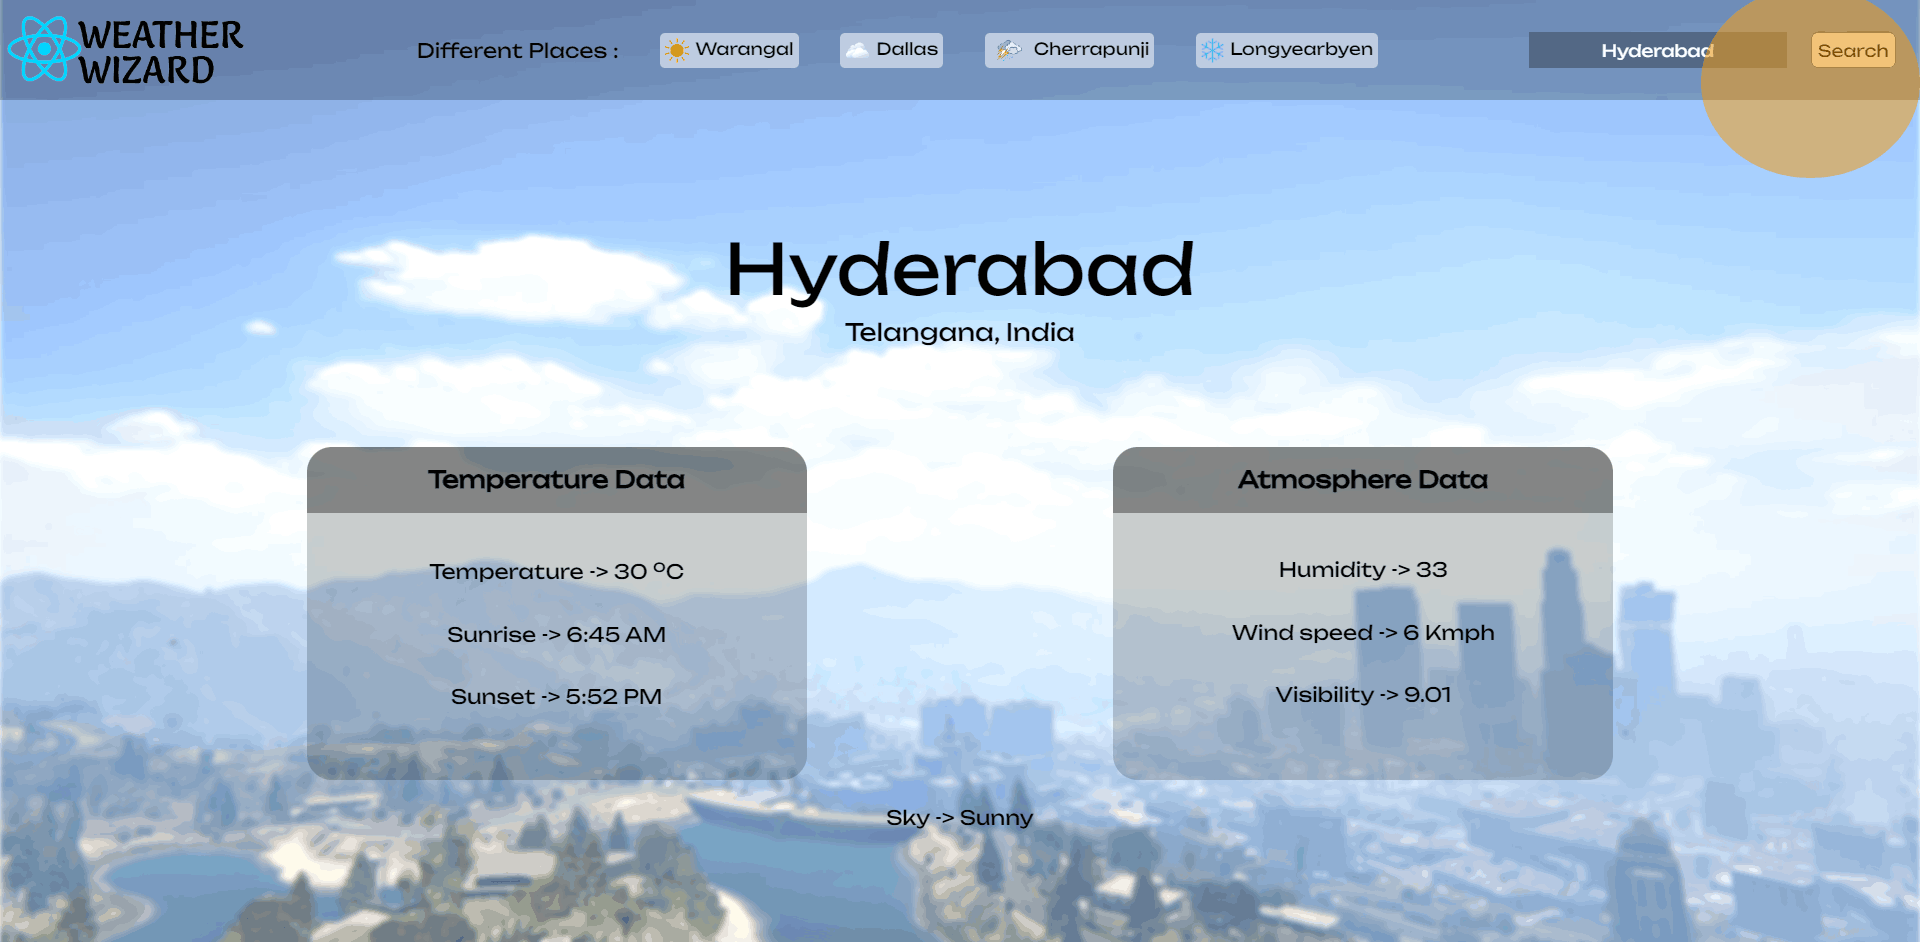 WEATHER
WIZARD
Different Places :
Warangal
Dallas
Cherrapunji
Longyearbyen
Hyderabad
Search
Hyderabad
Telangana, India
Temperature Data
Temperature -> 30 °C
Sunrise -> 6:45 AM
Sunset -> 5:52 PM
Atmosphere Data
Humidity -> 33
Wind speed -> 6 Kmph
Visibility -> 9.01
Sky -> Sunny